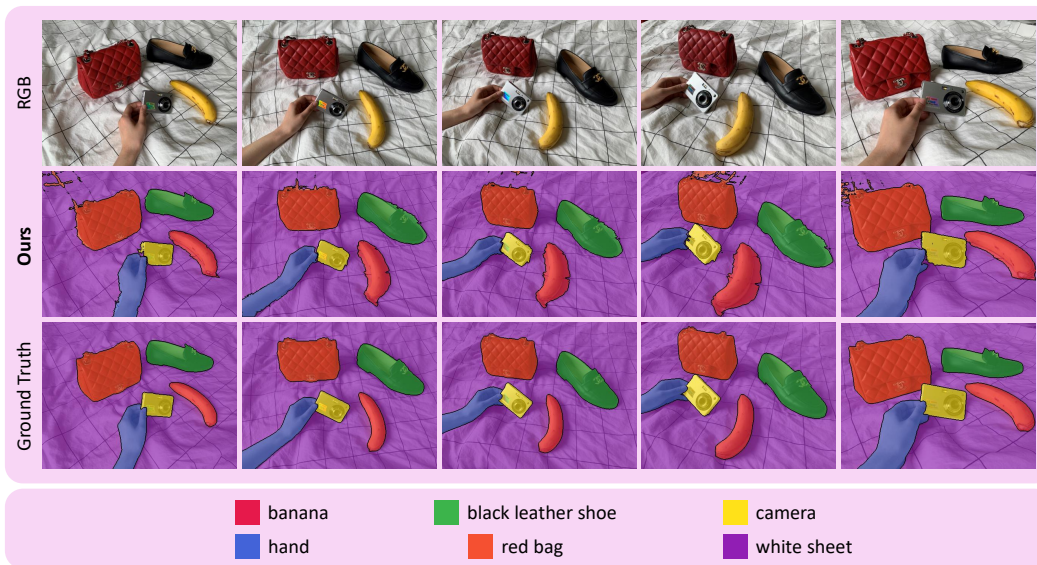 RGB
Ours
Ground Truth
banana
black leather shoe
camera
hand
red bag
white sheet